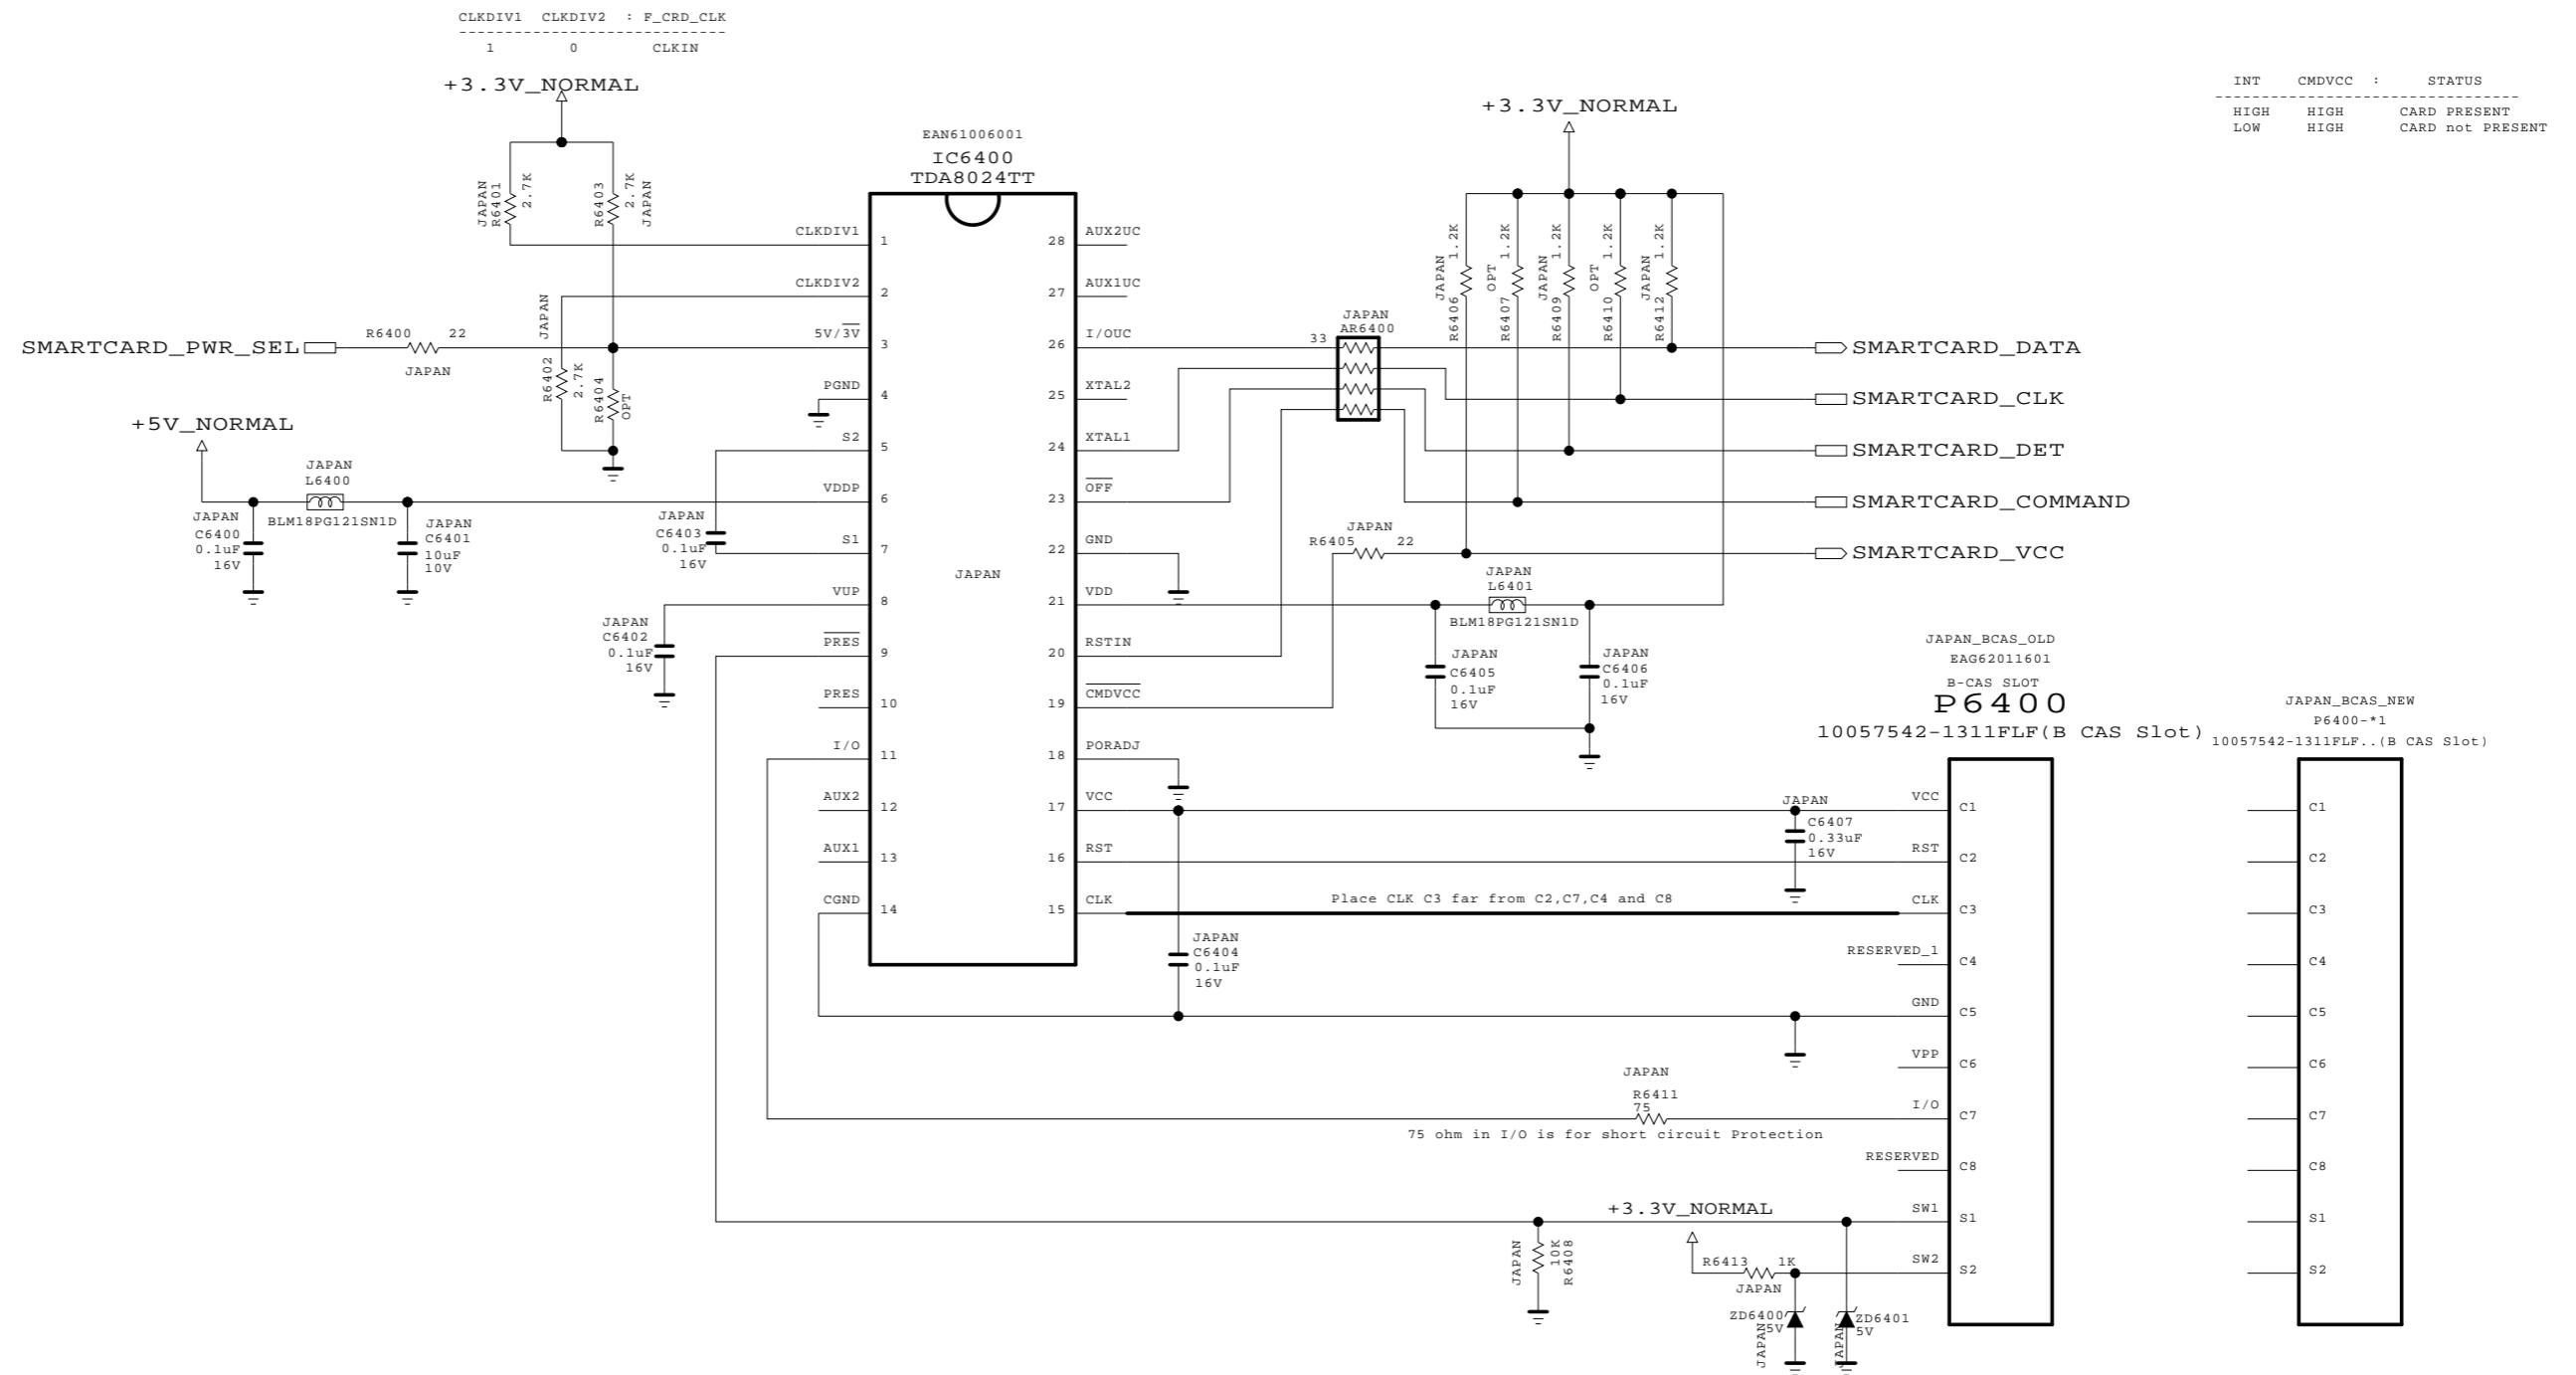 CLKDIV1 CLKDIV2 : F_CRD_CLK
-----------------------------
1 0 CLKIN
+3.3V_NORMAL
JAPAN
R6401
2.7K
R6403
2.7K
JAPAN
SMARTCARD_PWR_SEL
R6400 22
JAPAN
JAPAN
R6402
2.7K
R6404
OPT
+5V_NORMAL
JAPAN
L6400
BLM18PG121SN1D
JAPAN
C6400
0.1uF
16V
JAPAN
C6401
10uF
10V
JAPAN
C6403
0.1uF
16V
JAPAN
C6402
0.1uF
16V
EAN61006001
IC6400
TDA8024TT
JAPAN
CLKDIV1 1
CLKDIV2 2
5V/3V 3
PGND 4
S2 5
VDDP 6
S1 7
VUP 8
PRES 9
PRES 10
I/O 11
AUX2 12
AUX1 13
CGND 14
28 AUX2UC
27 AUX1UC
26 I/OUC
25 XTAL2
24 XTAL1
23 OFF
22 GND
21 VDD
20 RSTIN
19 CMDVCC
18 PORADJ
17 VCC
16 RST
15 CLK
+3.3V_NORMAL
JAPAN
AR6400
33
JAPAN 1.2K
R6406
OPT 1.2K
R6407
JAPAN 1.2K
R6409
OPT 1.2K
R6410
JAPAN 1.2K
R6412
SMARTCARD_DATA
SMARTCARD_CLK
SMARTCARD_DET
SMARTCARD_COMMAND
SMARTCARD_VCC
JAPAN
R6405 22
JAPAN
L6401
BLM18PG121SN1D
JAPAN
C6405
0.1uF
16V
JAPAN
C6406
0.1uF
16V
INT CMDVCC : STATUS
---------------------------------
HIGH HIGH CARD PRESENT
LOW HIGH CARD not PRESENT
JAPAN
C6407
0.33uF
16V
Place CLK C3 far from C2,C7,C4 and C8
JAPAN
C6404
0.1uF
16V
JAPAN
R6411
75
75 ohm in I/O is for short circuit Protection
JAPAN
10K
R6408
+3.3V_NORMAL
R6413 1K
JAPAN
ZD6400
5V
JAPAN
ZD6401
5V
JAPAN
JAPAN_BCAS_OLD
EAG62011601
B-CAS SLOT
P6400
10057542-1311FLF(B CAS Slot)
VCC C1
RST C2
CLK C3
RESERVED_1 C4
GND C5
VPP C6
I/O C7
RESERVED C8
SW1 S1
SW2 S2
JAPAN_BCAS_NEW
P6400-*1
10057542-1311FLF..(B CAS Slot)
C1
C2
C3
C4
C5
C6
C7
C8
S1
S2